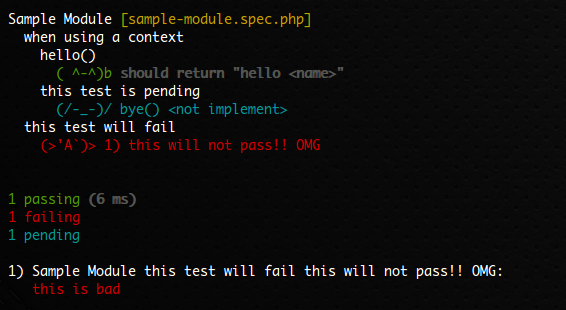 Sample Module [sample-module.spec.php]
when using a context
hello()
( ^-^)b should return "hello <name>"
this test is pending
(/-_-)/ bye() <not implement>
this test will fail
(>'A`)> 1) this will not pass!! OMG
1 passing (6 ms)
1 failing
1 pending
1) Sample Module this test will fail this will not pass!! OMG:
this is bad